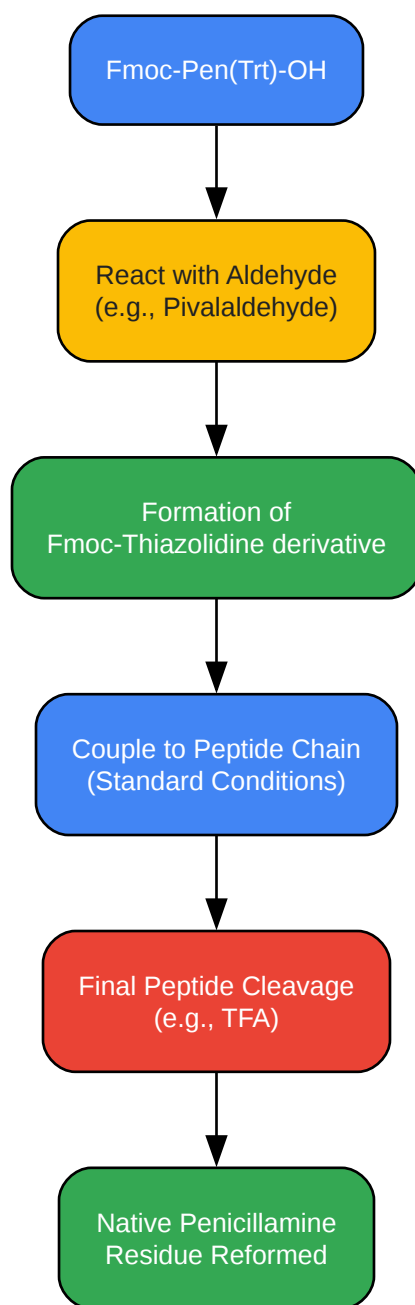 Fmoc-Pen(Trt)-OH
React with Aldehyde
(e.g., Pivalaldehyde)
Formation of
Fmoc-Thiazolidine derivative
Couple to Peptide Chain
(Standard Conditions)
Final Peptide Cleavage
(e.g., TFA)
Native Penicillamine
Residue Reformed